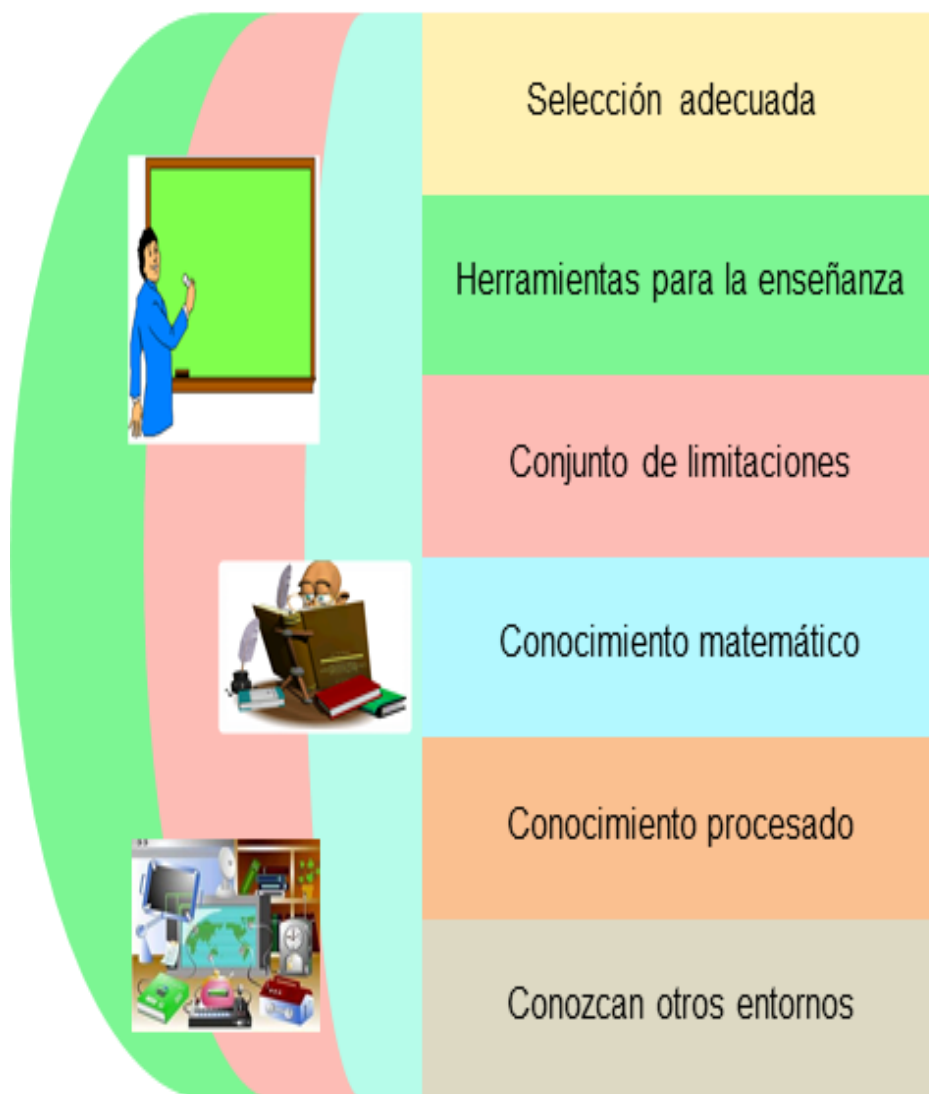 Selección adecuada
Herramientas para la enseñanza
Conjunto de limitaciones
Conocimiento matemático
Conocimiento procesado
Conozcan otros entornos